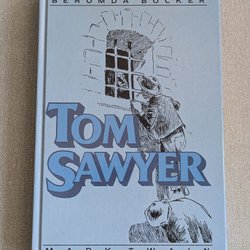 BERÖMDA BÖCKER
TOM
SAWYER
MARK TWAIN